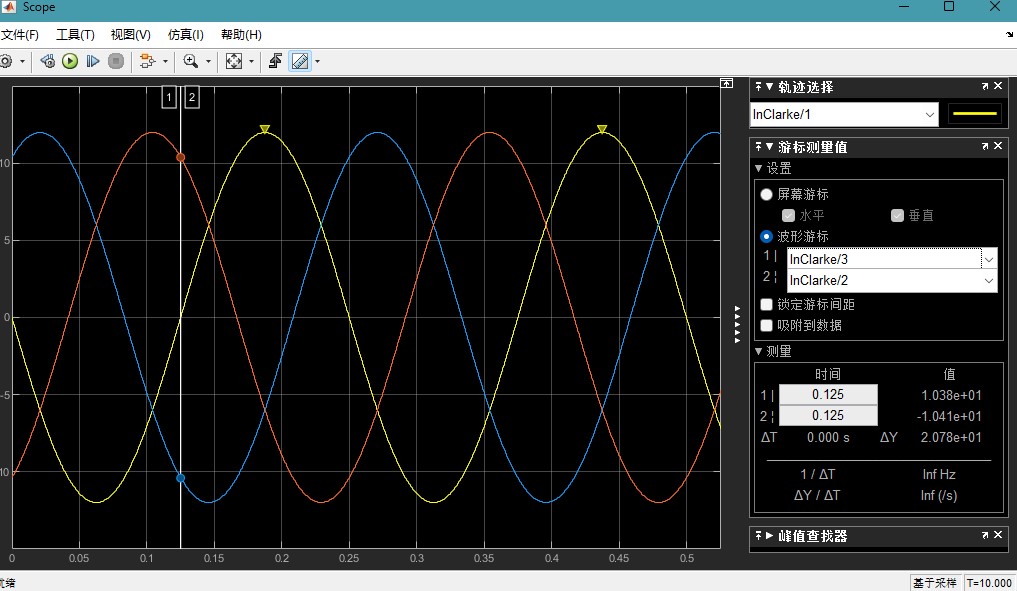 Scope
文件(F) 工具(T) 视图(V) 仿真(I) 帮助(H)
1 2
10
5
0
-5
10
0 0.05 0.1 0.15 0.2 0.25 0.3 0.35 0.4 0.45 0.5
轨迹选择
InClarke/1
游标测量值
设置
屏幕游标
水平 垂直
波形游标
1 | InClarke/3
2 ¦ InClarke/2
锁定游标间距
吸附到数据
测量
时间 值
1 | 0.125 1.038e+01
2 ¦ 0.125 -1.041e+01
ΔT 0.000 s ΔY 2.078e+01
1 / ΔT Inf Hz
ΔY / ΔT Inf (/s)
峰值查找器
绪 基于采样 T=10.000